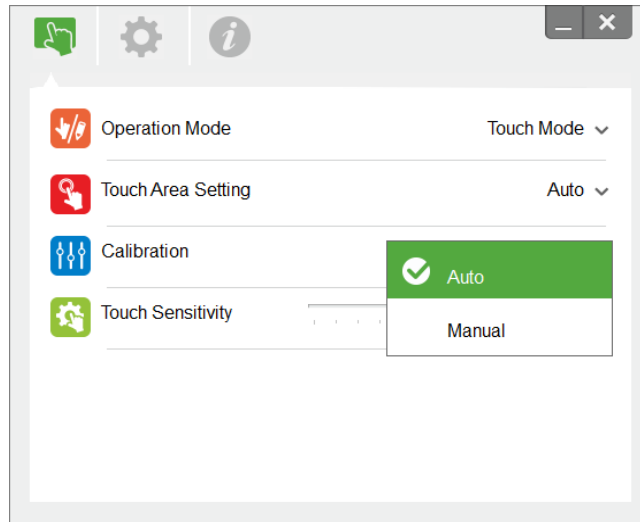 Operation Mode
Touch Mode
Touch Area Setting
Auto
Calibration
Auto
Touch Sensitivity
Manual